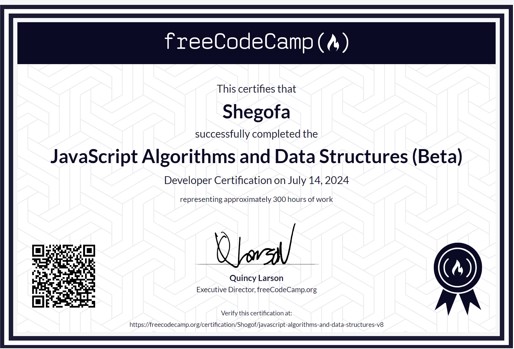 freeCodeCamp
This certifies that
Shegofa
successfully completed the
JavaScript Algorithms and Data Structures (Beta)
Developer Certification on July 14, 2024
representing approximately 300 hours of work
Quincy Larson
Executive Director, freeCodeCamp.org
Verify this certification at:
https://freecodecamp.org/certification/Shogof/javascript-algorithms-and-data-structures-v8